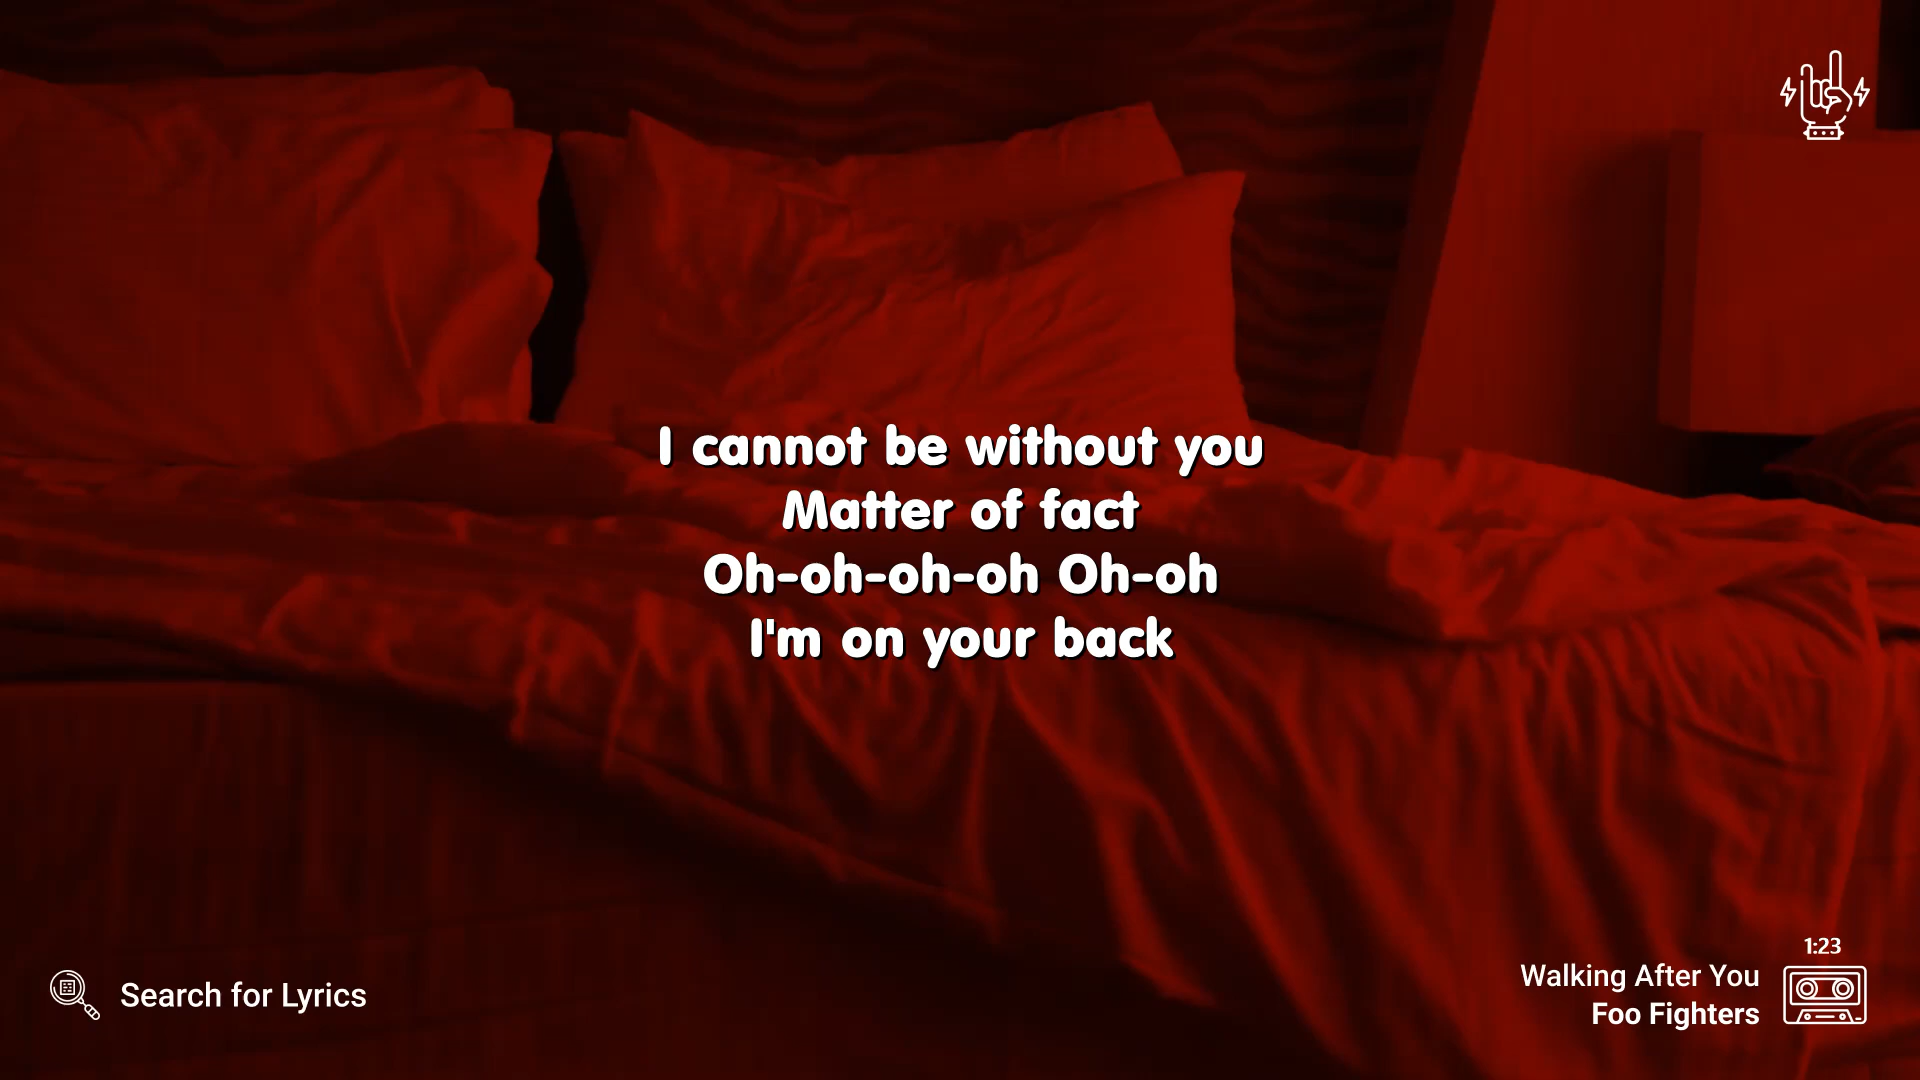 I cannot be without you
Matter of fact
Oh-oh-oh-oh Oh-oh
I'm on your back
1:23
Search for Lyrics
Walking After You
Foo Fighters